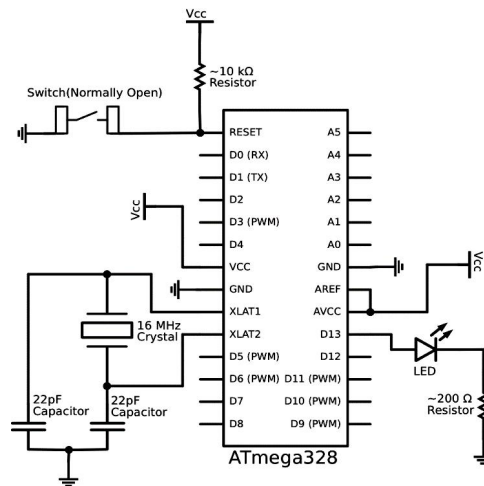 Vcc
~10 kΩ
Resistor
Switch(Normally Open)
RESET
A5
D0 (RX)
A4
D1 (TX)
A3
D2
A2
Vcc
D3 (PWM)
A1
D4
A0
VCC
GND
Vcc
GND
AREF
XLAT1
AVCC
16 MHz
Crystal
XLAT2
D13
D5 (PWM)
D12
LED
D6 (PWM)
D11 (PWM)
22pF
Capacitor
22pF
Capacitor
D7
D10 (PWM)
~200 Ω
Resistor
D8
D9 (PWM)
ATmega328